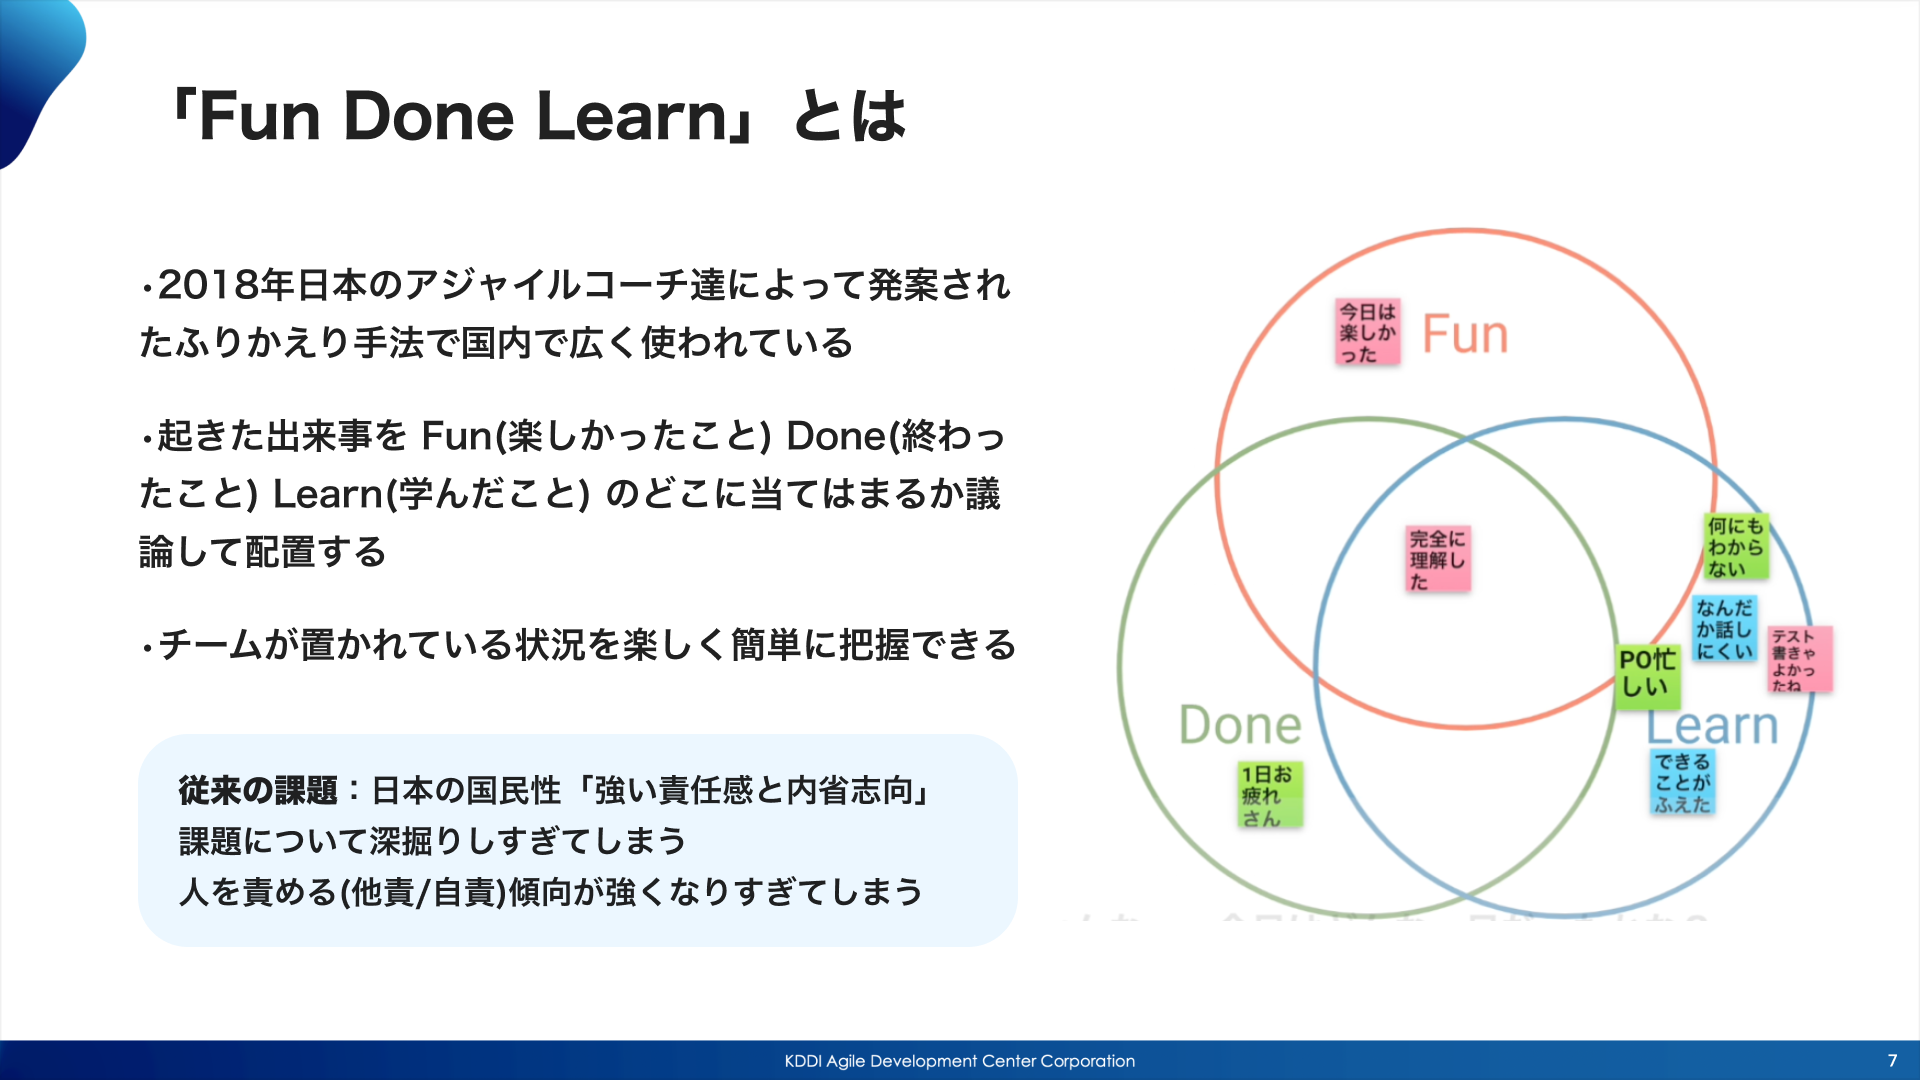 「Fun Done Learn」とは
・2018年日本のアジャイルコーチ達によって発案され
たふりかえり手法で国内で広く使われている
・起きた出来事を Fun(楽しかったこと) Done(終わっ
たこと) Learn(学んだこと) のどこに当てはまるか議
論して配置する
・チームが置かれている状況を楽しく簡単に把握できる
従来の課題：日本の国民性「強い責任感と内省志向」
課題について深掘りしすぎてしまう
人を責める(他責/自責)傾向が強くなりすぎてしまう
今日は
楽しか
った
Fun
完全に
理解し
た
何にも
わから
ない
なんだ
か話し
にくい
テスト
書きゃ
よかっ
たね
PO忙
しい
Done
Learn
1日お
疲れ
さん
できる
ことが
ふえた
KDDI Agile Development Center Corporation
7